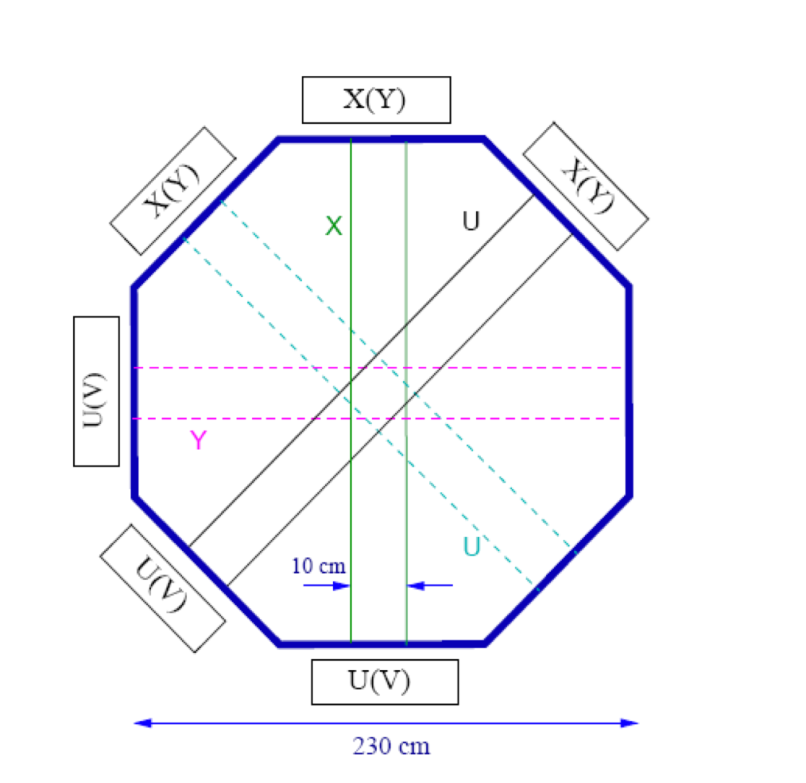 X(Y)
X(Y)
X(Y)
X
U
U(V)
Y
U(V)
U
10 cm
U(V)
230 cm